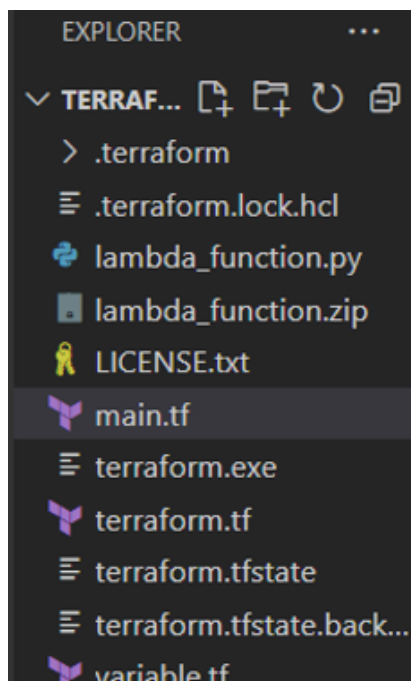 EXPLORER ...
TERRAF...
.terraform
.terraform.lock.hcl
lambda_function.py
lambda_function.zip
LICENSE.txt
main.tf
terraform.exe
terraform.tf
terraform.tfstate
terraform.tfstate.back...
variable.tf